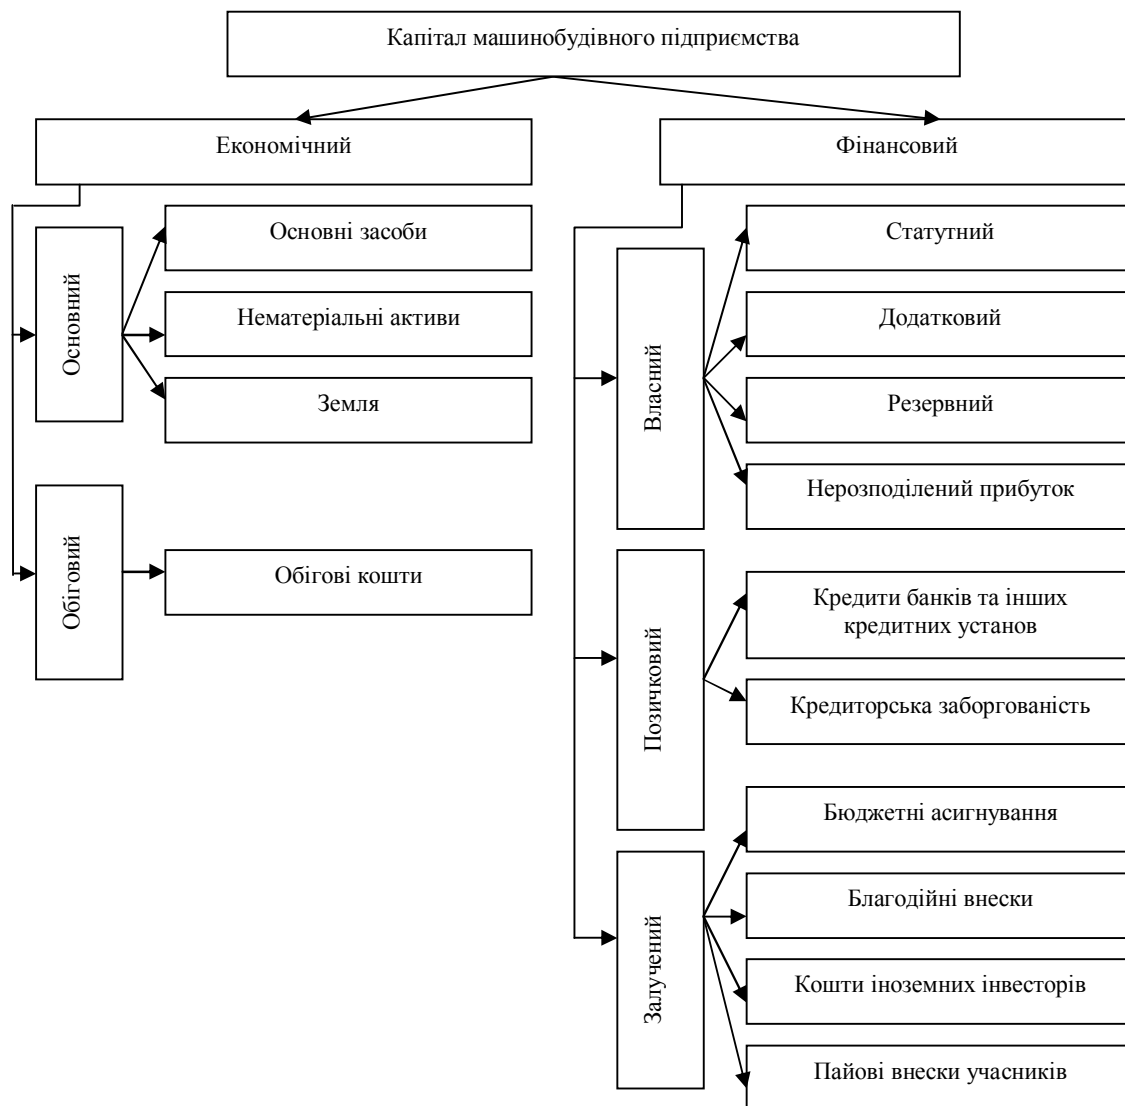 Капітал машинобудівного підприємства
Економічний
Фінансовий
Основний
Основні засоби
Нематеріальні активи
Земля
Обіговий
Обігові кошти
Власний
Статутний
Додатковий
Резервний
Нерозподілений прибуток
Позичковий
Кредити банків та інших
кредитних установ
Кредиторська заборгованість
Залучений
Бюджетні асигнування
Благодійні внески
Кошти іноземних інвесторів
Пайові внески учасників